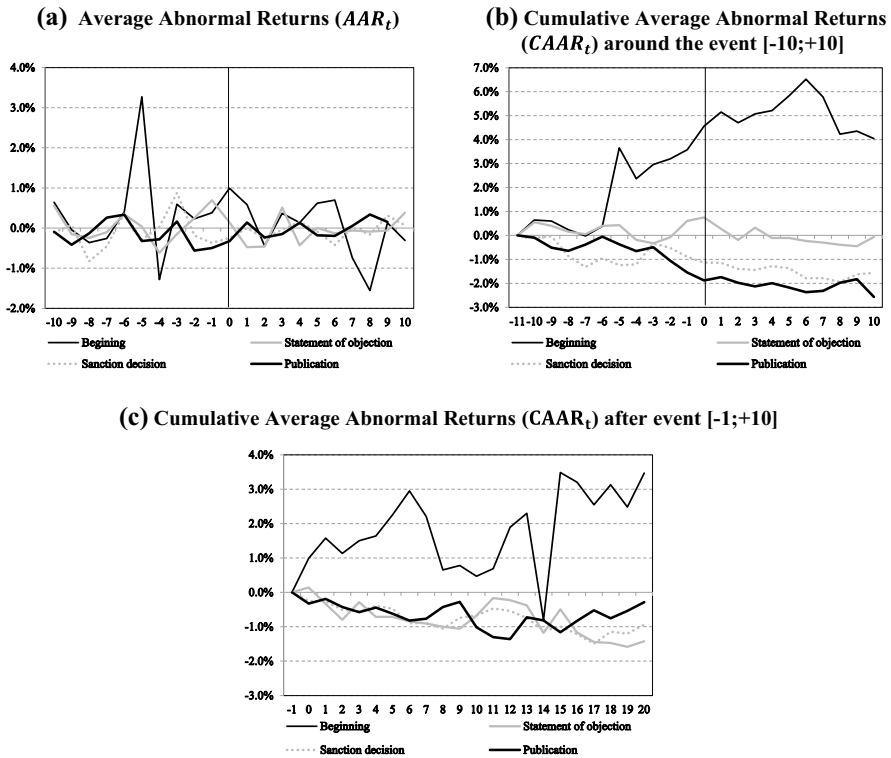 (a) Average Abnormal Returns (AARₜ)
4.0%
3.0%
2.0%
1.0%
0.0%
-1.0%
-2.0%
-10 -9 -8 -7 -6 -5 -4 -3 -2 -1 0 1 2 3 4 5 6 7 8 9 10
Begining Statement of objection
Sanction decision Publication
(b) Cumulative Average Abnormal Returns
(CAARₜ) around the event [-10;+10]
7.0%
6.0%
5.0%
4.0%
3.0%
2.0%
1.0%
0.0%
-1.0%
-2.0%
-3.0%
-11 -10 -9 -8 -7 -6 -5 -4 -3 -2 -1 0 1 2 3 4 5 6 7 8 9 10
Begining Statement of objection
Sanction decision Publication
(c) Cumulative Average Abnormal Returns (CAARₜ) after event [-1;+10]
4.0%
3.0%
2.0%
1.0%
0.0%
-1.0%
-2.0%
-3.0%
-1 0 1 2 3 4 5 6 7 8 9 10 11 12 13 14 15 16 17 18 19 20
Beginning Statement of objection
Sanction decision Publication